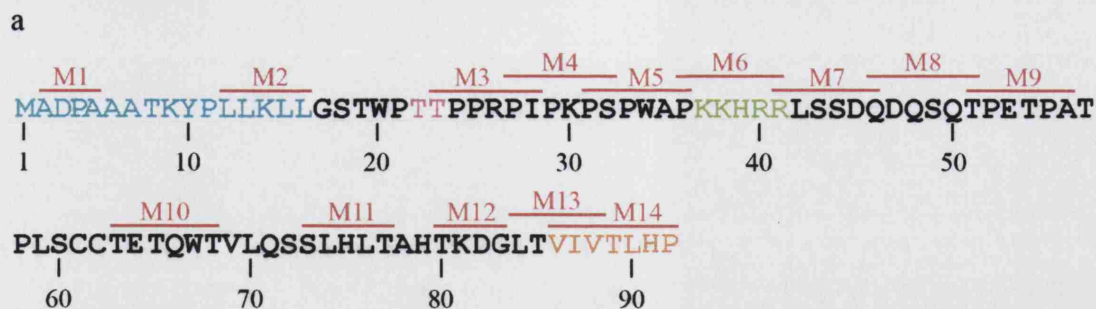 a
M1 M2 M3 M4 M5 M6 M7 M8 M9
MADPAAATKYPLLKLLGSTWPTTPPRPIPKPSPWAPKKHRRLSSDQDQSQTPETPAT
1 10 20 30 40 50
M10 M11 M12 M13 M14
PLSCCTETQWTVLQSSLHLTAHTKDGLTVIVTLHP
60 70 80 90